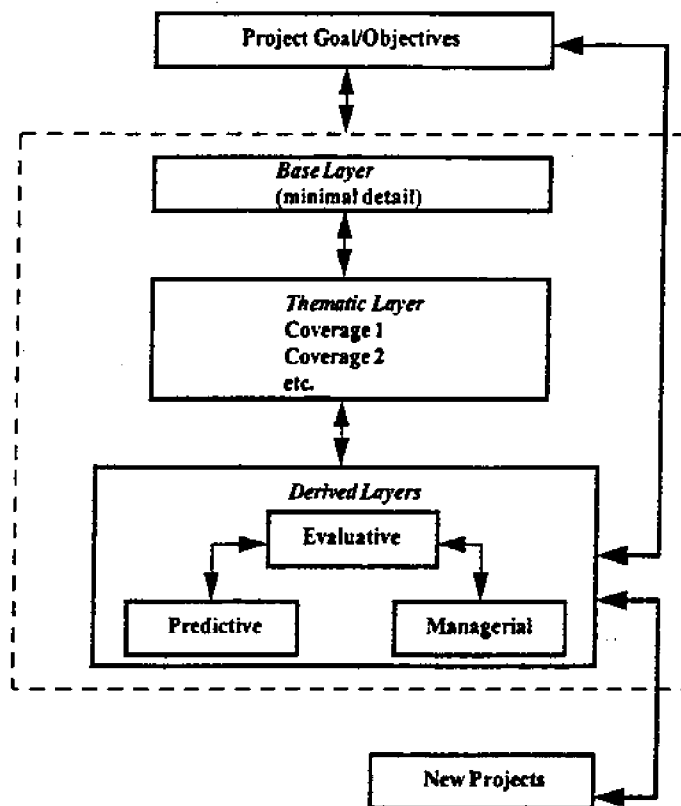 Project Goal/Objectives
Base Layer
(minimal detail)
Thematic Layer
Coverage 1
Coverage 2
etc.
Derived Layers
Evaluative
Predictive
Managerial
New Projects